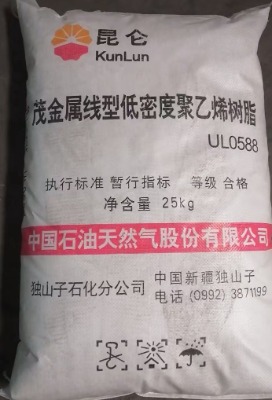 昆仑
KunLun
茂金属线型低密度聚乙烯树脂
UL0588
执行标准 暂行指标 等级 合格
净含量 25kg
中国石油天然气股份有限公司
独山子石化分公司
中国新疆独山子
电话 (0992) 3871199